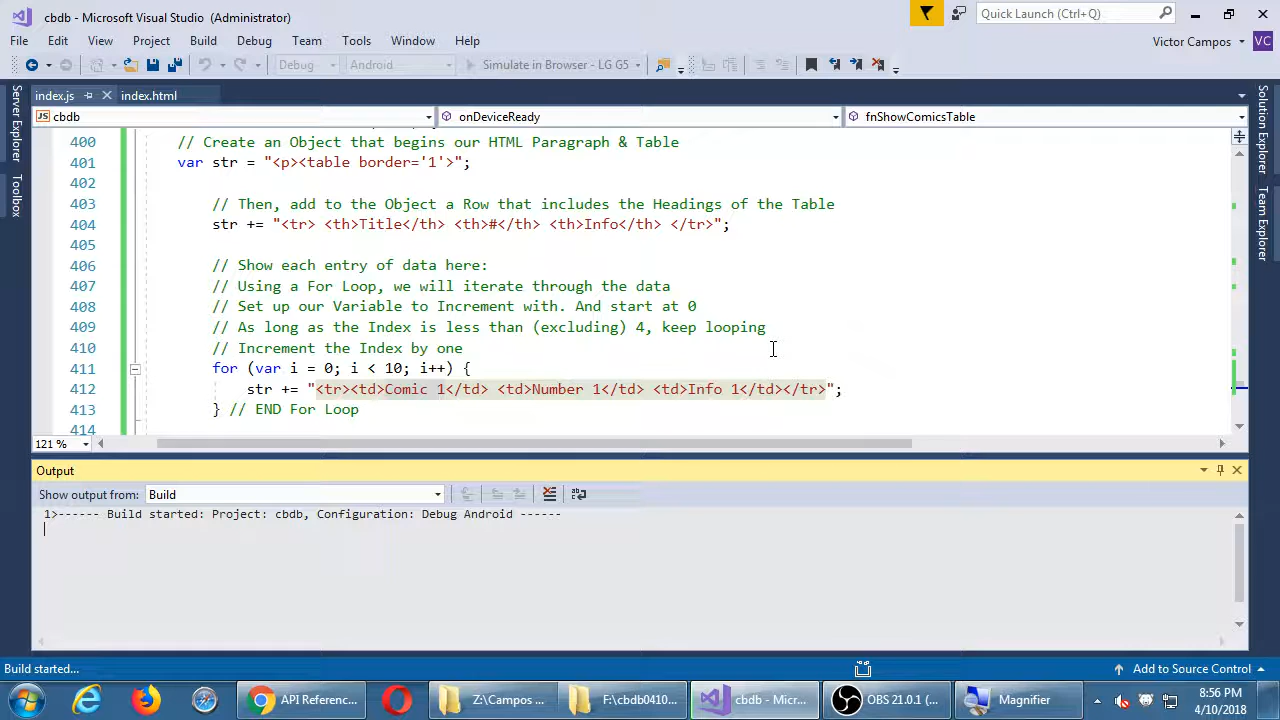 cbdb - Microsoft Visual Studio (Administrator)
Quick Launch (Ctrl+Q)
File Edit View Project Build Debug Team Tools Window Help
Victor Campos VC
Debug Android Simulate in Browser - LG G5
index.js index.html
cbdb onDeviceReady fnShowComicsTable
400 // Create an Object that begins our HTML Paragraph & Table
401 var str = "<p><table border='1'>";
402
403 // Then, add to the Object a Row that includes the Headings of the Table
404 str += "<tr> <th>Title</th> <th>#</th> <th>Info</th> </tr>";
405
406 // Show each entry of data here:
407 // Using a For Loop, we will iterate through the data
408 // Set up our Variable to Increment with. And start at 0
409 // As long as the Index is less than (excluding) 4, keep looping
410 // Increment the Index by one
411 for (var i = 0; i < 10; i++) {
412 str += "<tr><td>Comic 1</td> <td>Number 1</td> <td>Info 1</td></tr>";
413 } // END For Loop
414
121 %
Server Explorer
Toolbox
Solution Explorer
Team Explorer
Output
Show output from: Build
1>------ Build started: Project: cbdb, Configuration: Debug Android ------
Build started...
Add to Source Control
API Referenc...
Z:\Campos ...
F:\cbdb0410...
cbdb - Micr...
OBS 21.0.1 (...
Magnifier
8:56 PM
4/10/2018